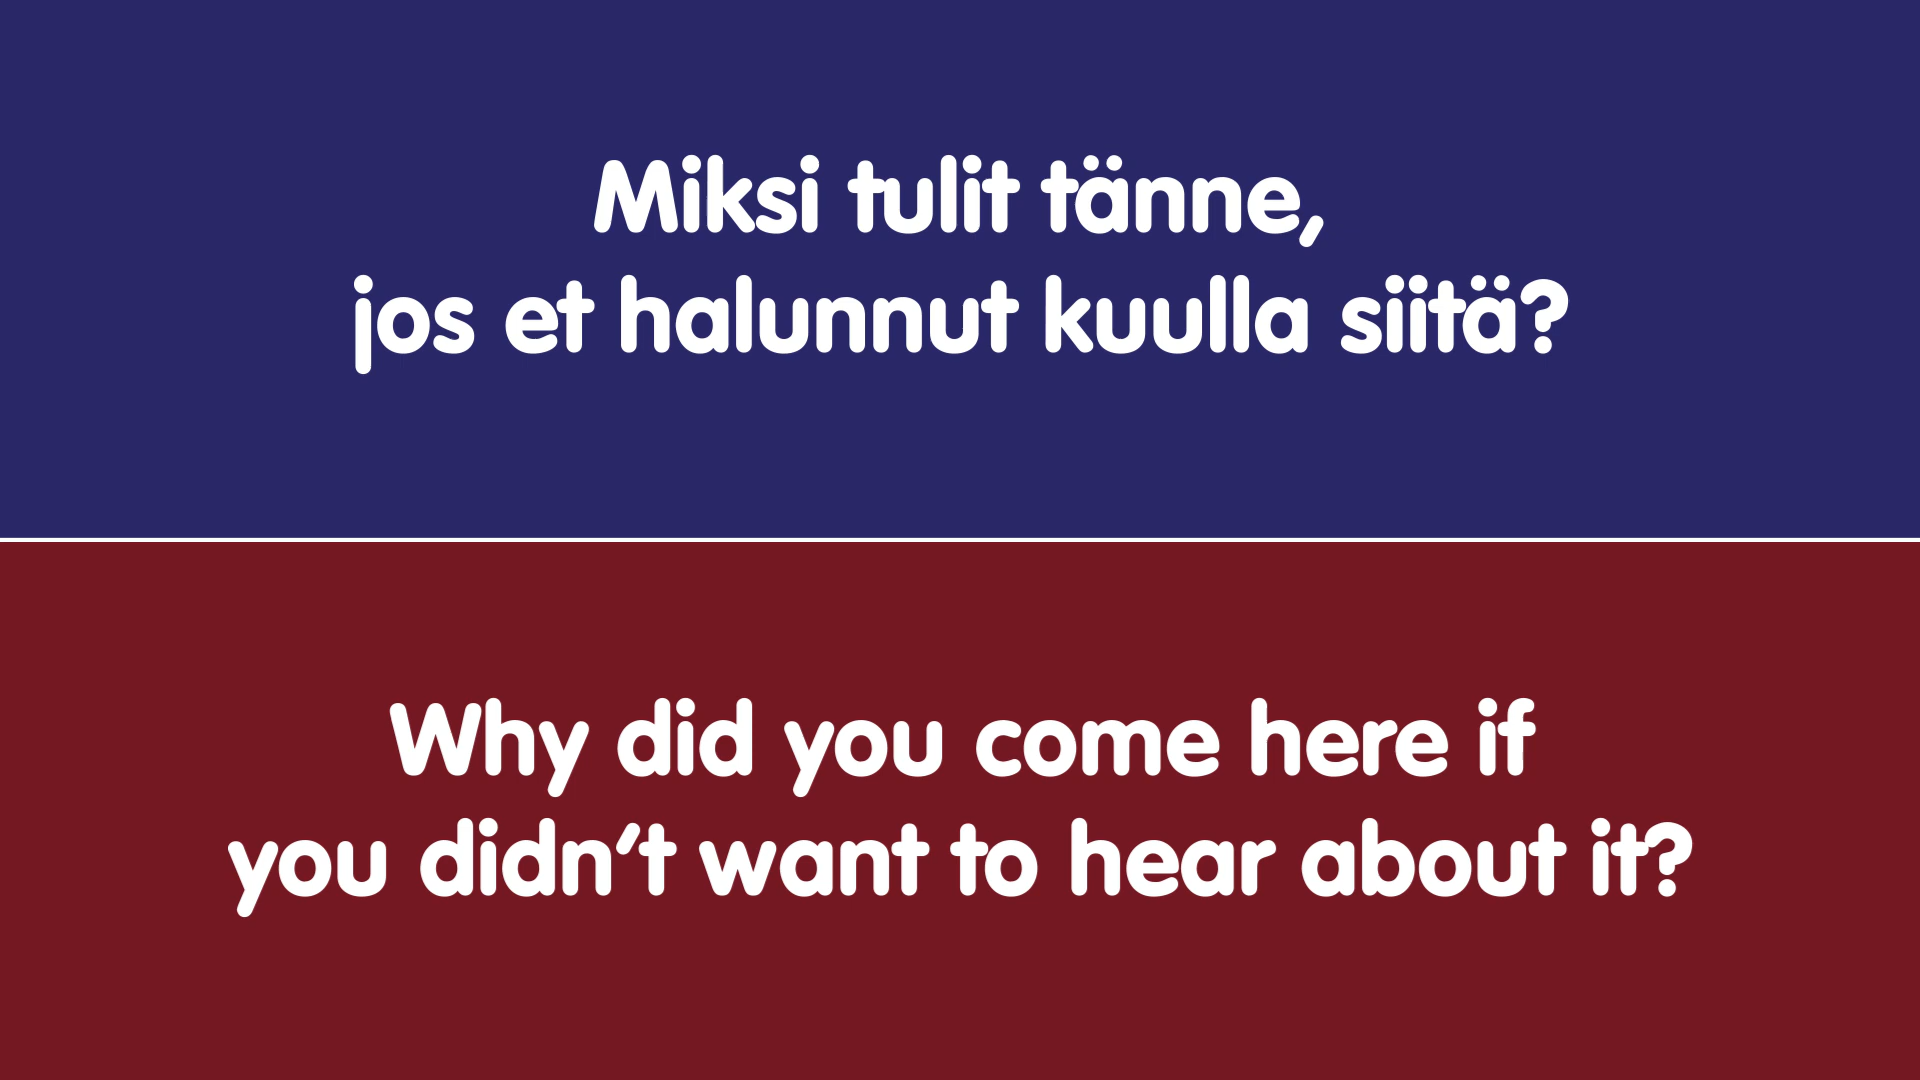 Miksi tulit tänne,
jos et halunnut kuulla siitä?
Why did you come here if
you didn't want to hear about it?